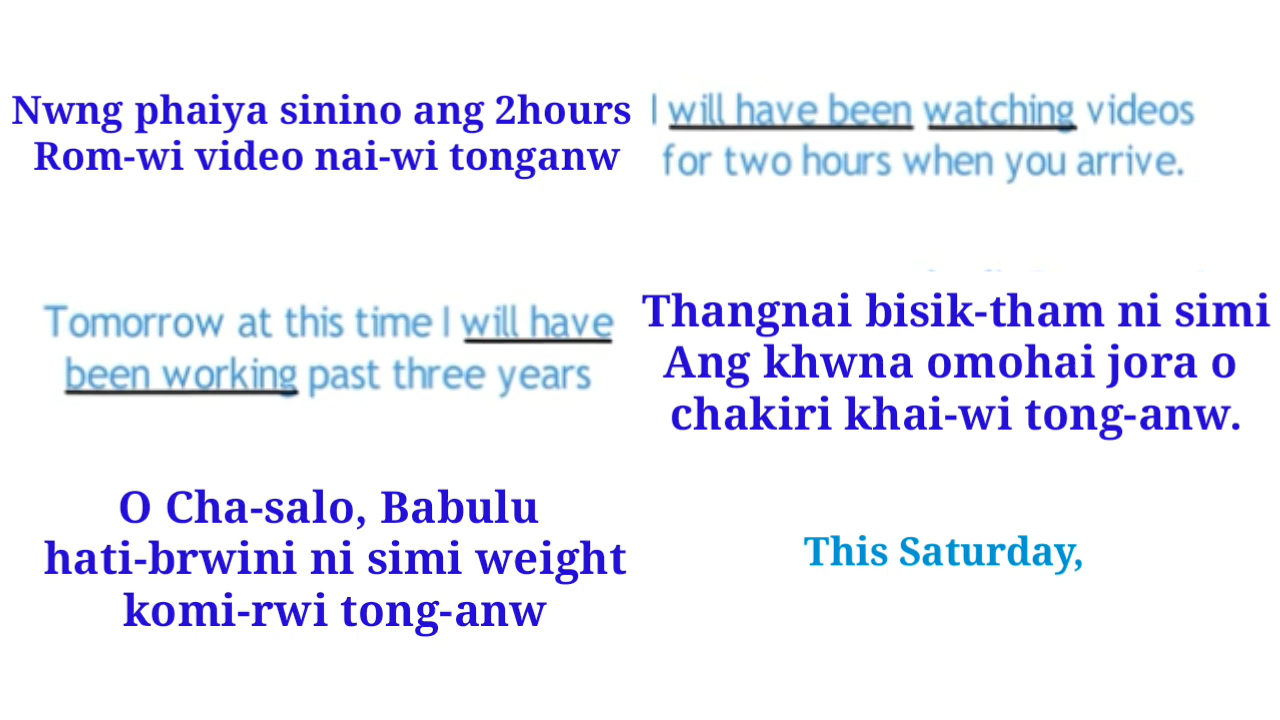 Nwng phaiya sinino ang 2hours
Rom-wi video nai-wi tonganw
I will have been watching videos
for two hours when you arrive.
Tomorrow at this time I will have
been working past three years
Thangnai bisik-tham ni simi
Ang khwna omohai jora o
chakiri khai-wi tong-anw.
O Cha-salo, Babulu
hati-brwini ni simi weight
komi-rwi tong-anw
This Saturday,